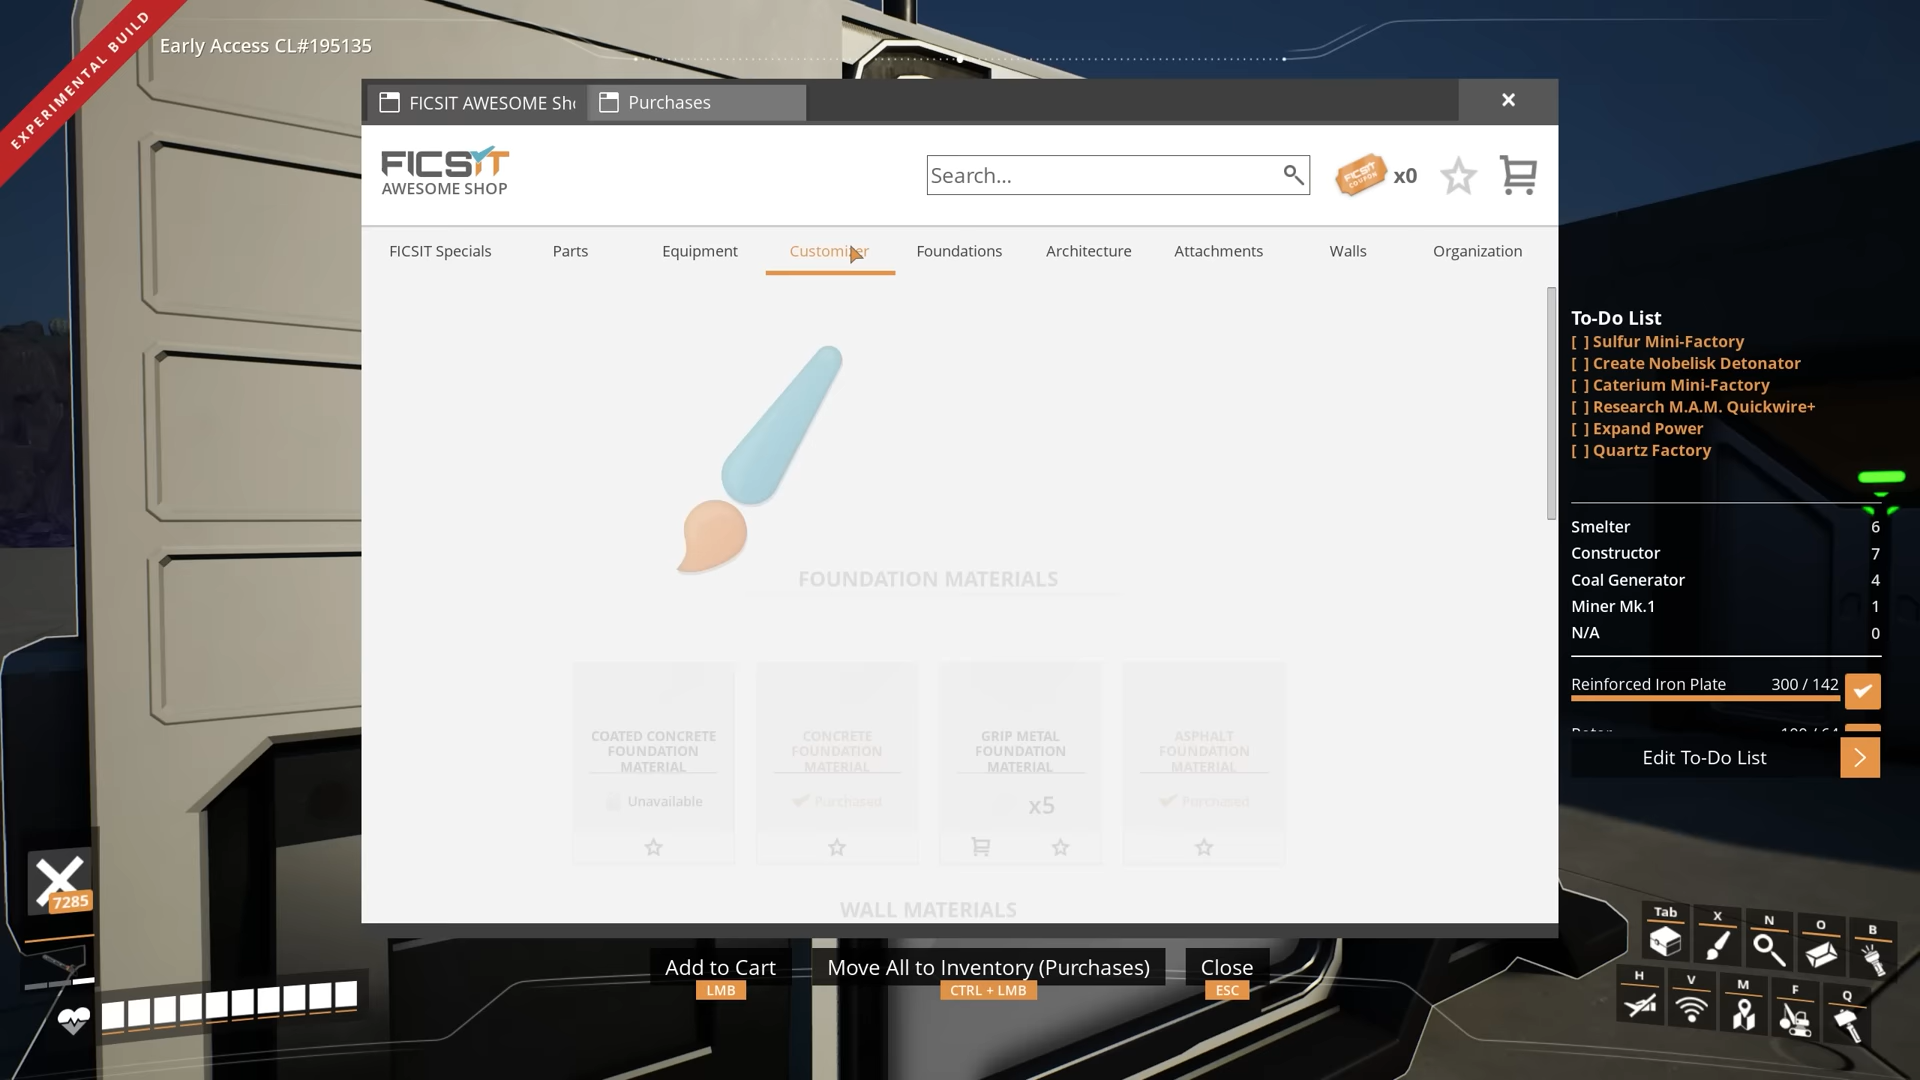 EXPERIMENTAL BUILD
Early Access CL#195135
FICSIT AWESOME Sho
Purchases
FICSIT
AWESOME SHOP
Search...
FICSIT COUPON
x0
FICSIT Specials
Parts
Equipment
Customizer
Foundations
Architecture
Attachments
Walls
Organization
FOUNDATION MATERIALS
COATED CONCRETE
FOUNDATION
MATERIAL
Unavailable
CONCRETE
FOUNDATION
MATERIAL
Purchased
GRIP METAL
FOUNDATION
MATERIAL
x5
ASPHALT
FOUNDATION
MATERIAL
Purchased
WALL MATERIALS
Add to Cart
LMB
Move All to Inventory (Purchases)
CTRL + LMB
Close
ESC
To-Do List
[ ] Sulfur Mini-Factory
[ ] Create Nobelisk Detonator
[ ] Caterium Mini-Factory
[ ] Research M.A.M. Quickwire+
[ ] Expand Power
[ ] Quartz Factory
Smelter 6
Constructor 7
Coal Generator 4
Miner Mk.1 1
N/A 0
Reinforced Iron Plate 300 / 142
Edit To-Do List
7285
Tab
X
N
O
B
H
V
M
F
Q